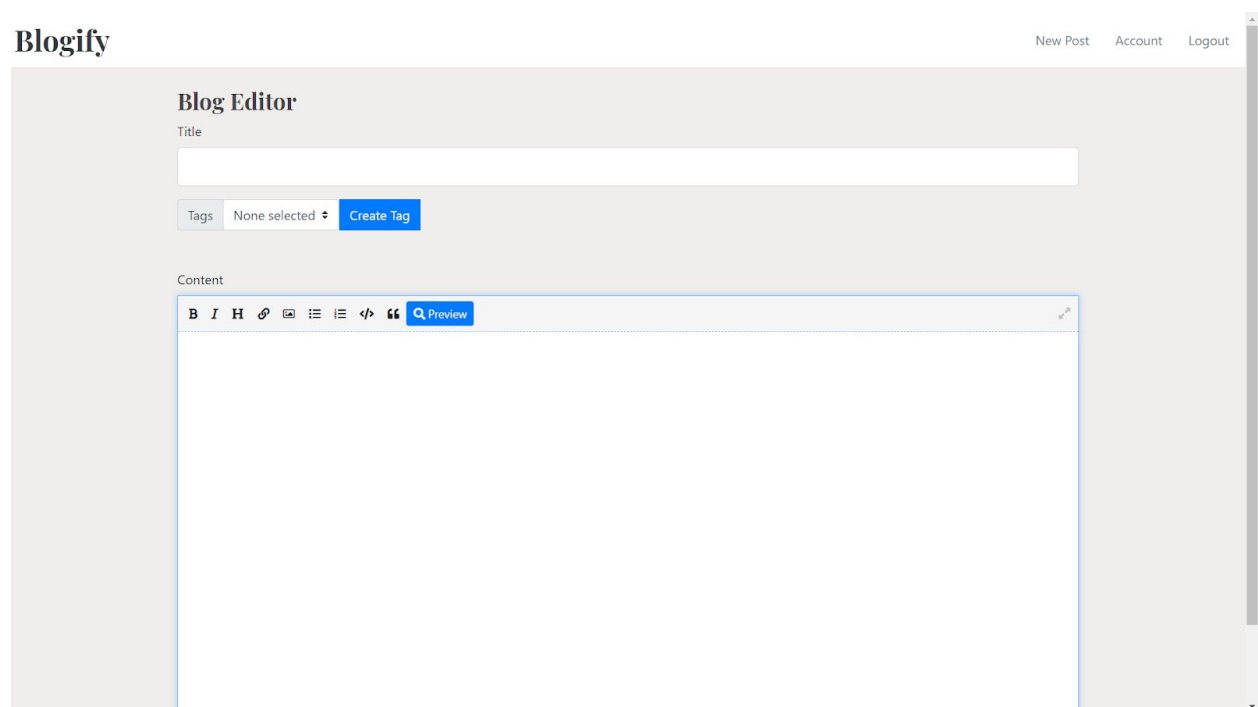 Blogify
New Post Account Logout
Blog Editor
Title
Tags None selected Create Tag
Content
B I H Preview